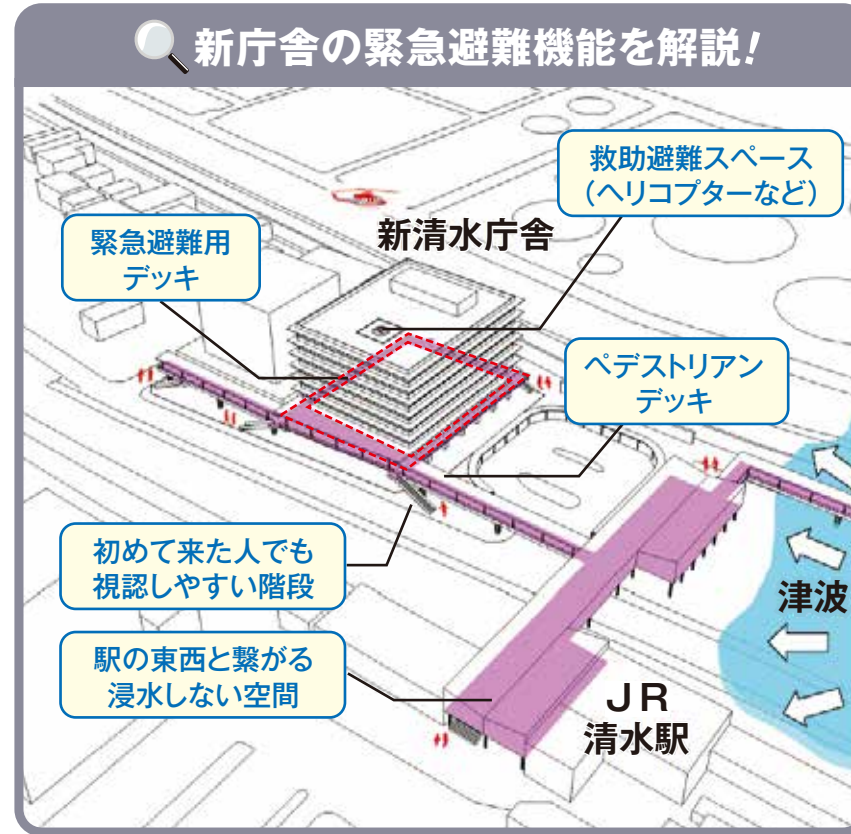 新庁舎の緊急避難機能を解説!
救助避難スペース
(ヘリコプターなど)
新清水庁舎
緊急避難用
デッキ
ペデストリアン
デッキ
初めて来た人でも
視認しやすい階段
津波
駅の東西と繋がる
浸水しない空間
JR
清水駅